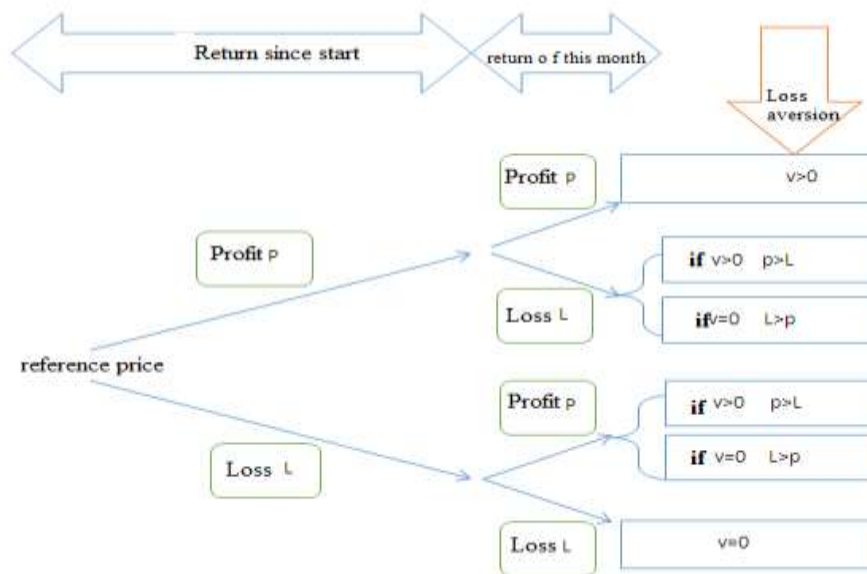 Return since start
return o f this month
Loss
aversion
Profit p
v>0
Profit P
if v>0 p>L
Loss L
ifv=0 L>p
reference price
Profit p
if v>0 p>L
Loss L
if v=0 L>p
Loss L
v=0